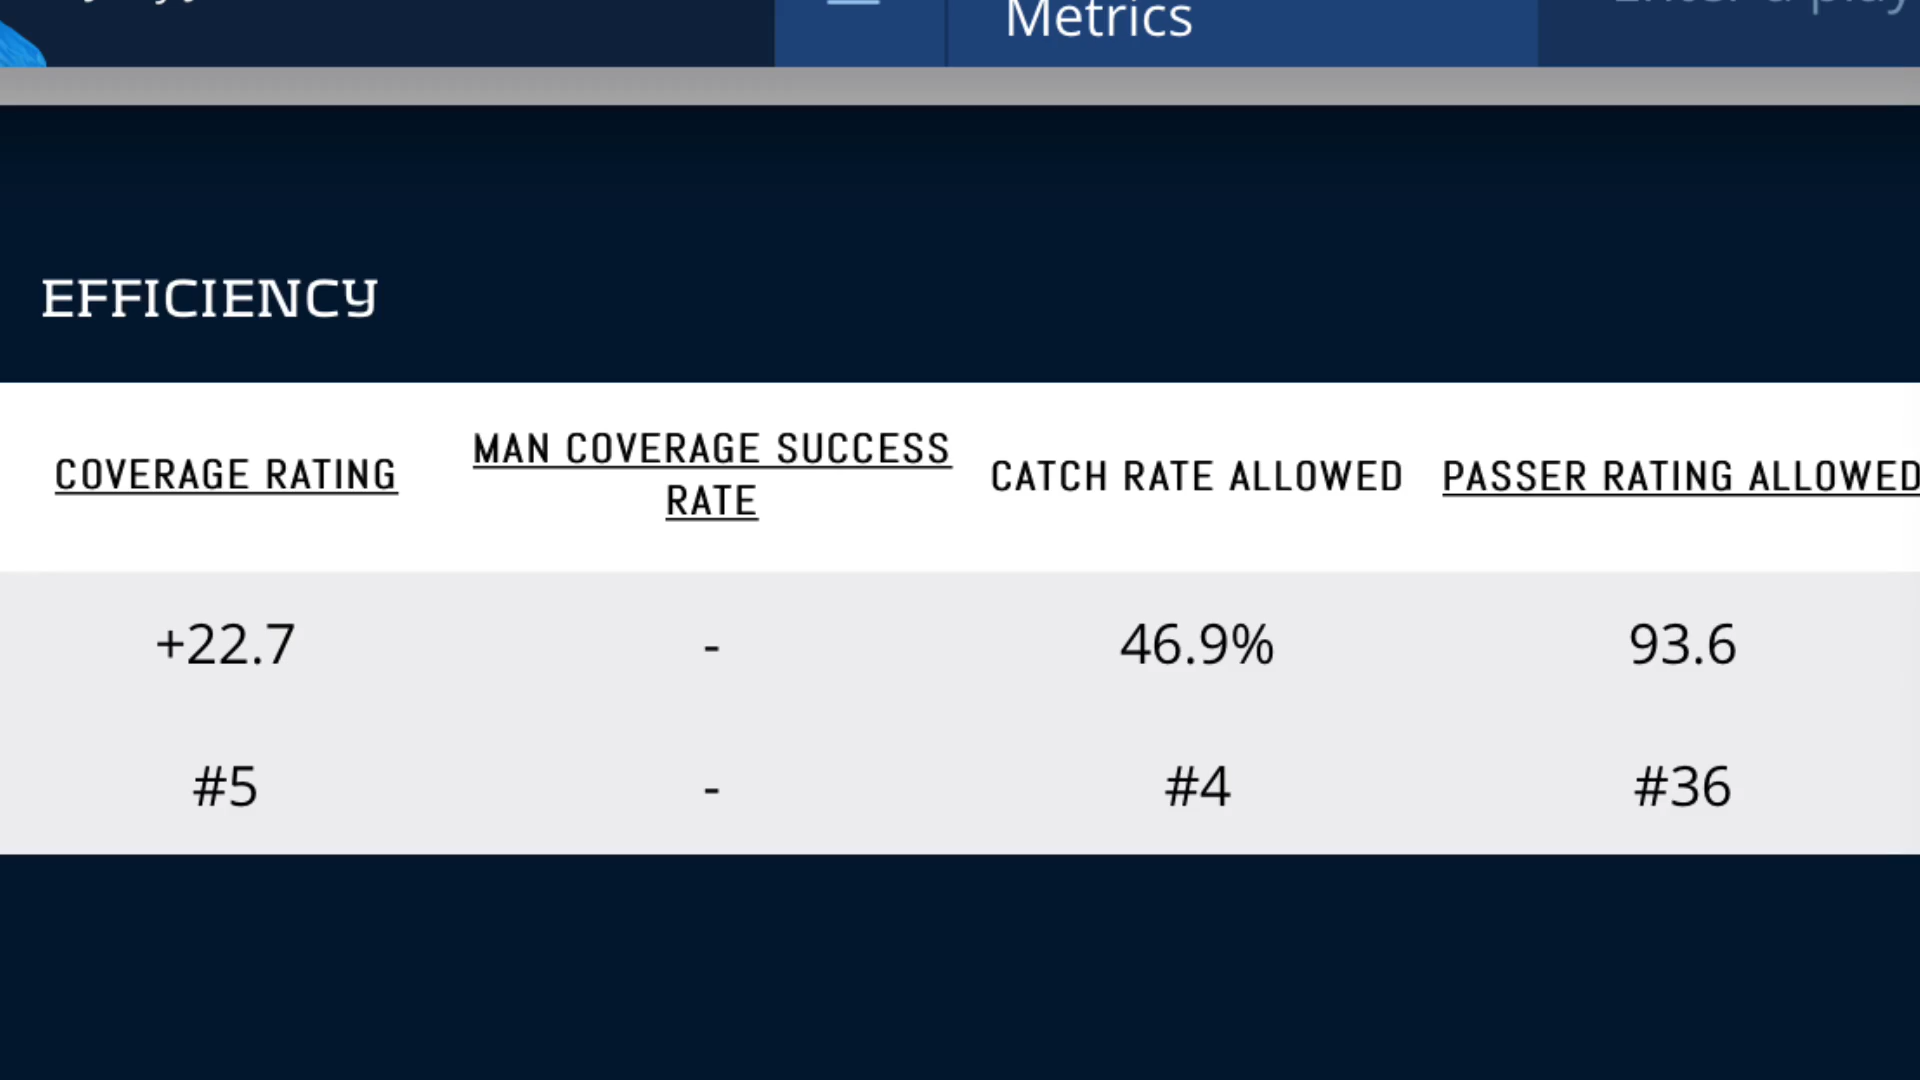 Metrics
EFFICIENCY
COVERAGE RATING
MAN COVERAGE SUCCESS
RATE
CATCH RATE ALLOWED
PASSER RATING ALLOWED
+22.7
-
46.9%
93.6
#5
-
#4
#36